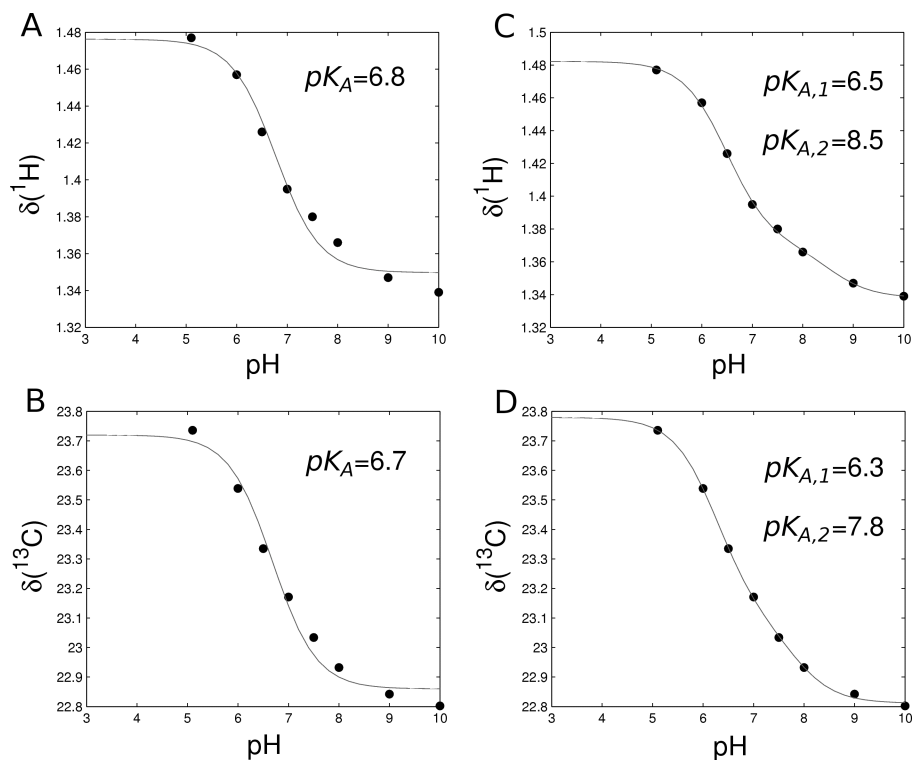 A
1.48
1.46
1.44
1.42
1.4
1.38
1.36
1.34
1.32
δ(¹H)
pK_A=6.8
3 4 5 6 7 8 9 10
pH
C
1.5
1.48
1.46
1.44
1.42
1.4
1.38
1.36
1.34
1.32
δ(¹H)
pK_A,1=6.5
pK_A,2=8.5
3 4 5 6 7 8 9 10
pH
B
23.8
23.7
23.6
23.5
23.4
23.3
23.2
23.1
23
22.9
22.8
δ(¹³C)
pK_A=6.7
3 4 5 6 7 8 9 10
pH
D
23.8
23.7
23.6
23.5
23.4
23.3
23.2
23.1
23
22.9
22.8
δ(¹³C)
pK_A,1=6.3
pK_A,2=7.8
3 4 5 6 7 8 9 10
pH